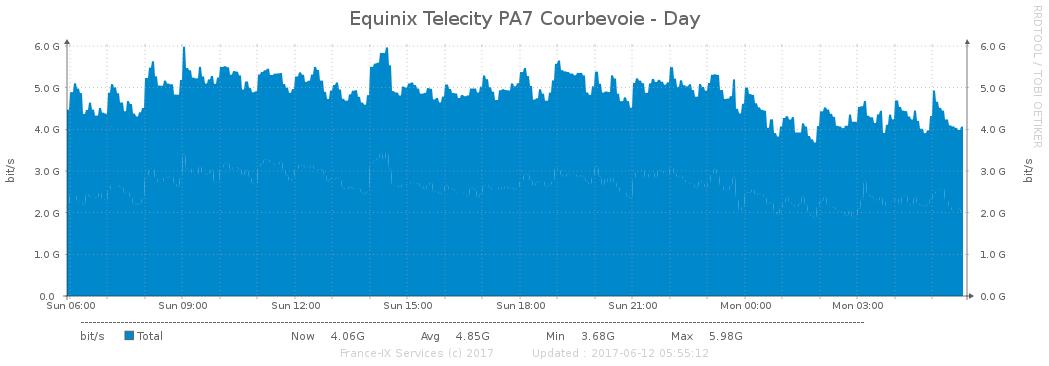 Equinix Telecity PA7 Courbevoie - Day
RRDTOOL / TOBI OETIKER
6.0 G 6.0 G
5.0 G 5.0 G
4.0 G 4.0 G
3.0 G 3.0 G
2.0 G 2.0 G
1.0 G 1.0 G
0.0 0.0 G
bit/s bit/s
Sun 06:00 Sun 09:00 Sun 12:00 Sun 15:00 Sun 18:00 Sun 21:00 Mon 00:00 Mon 03:00
bit/s Total Now 4.06G Avg 4.85G Min 3.68G Max 5.98G
France-IX Services (c) 2017 Updated : 2017-06-12 05:55:12